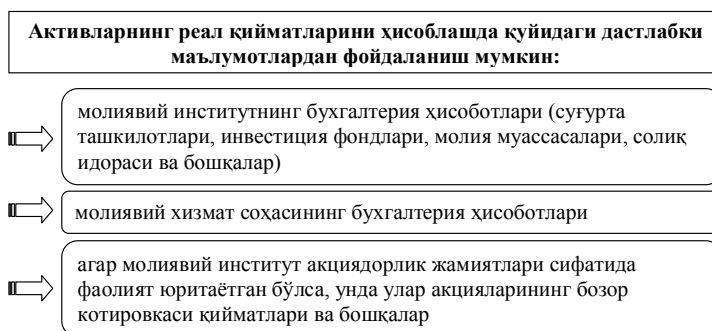 Активларнинг реал қийматларини ҳисоблашда қуйидаги дастлабки
маълумотлардан фойдаланиш мумкин:
молиявий институтнинг бухгалтерия ҳисоботлари (суғурта
ташкилотлари, инвестиция фондлари, молия муассасалари, солиқ
идораси ва бошқалар)
молиявий хизмат соҳасининг бухгалтерия ҳисоботлари
агар молиявий институт акциядорлик жамиятлари сифатида
фаолият юритаётган бўлса, унда улар акцияларининг бозор
котировкаси қийматлари ва бошқалар